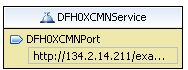 DFH0XCMNService
DFH0XCMNPort
http://134.2.14.211/exa...